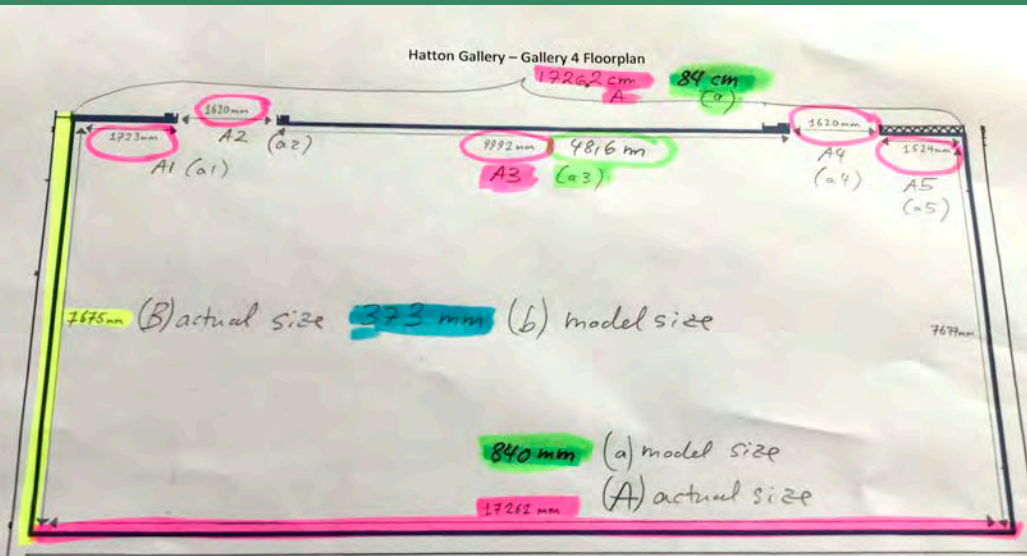 Hatton Gallery – Gallery 4 Floorplan
1726,2 cm 84 cm
A (a)
1620mm 1620mm
1723mm A2 (a2) 9892 mm 48,6 m A4 1524mm
A1 (a1) A3 (a3) (a4) A5
(a5)
7675mm (B) actual size 373 mm (b) model size 7677mm
840 mm (a) model size
17262 mm (A) actual size